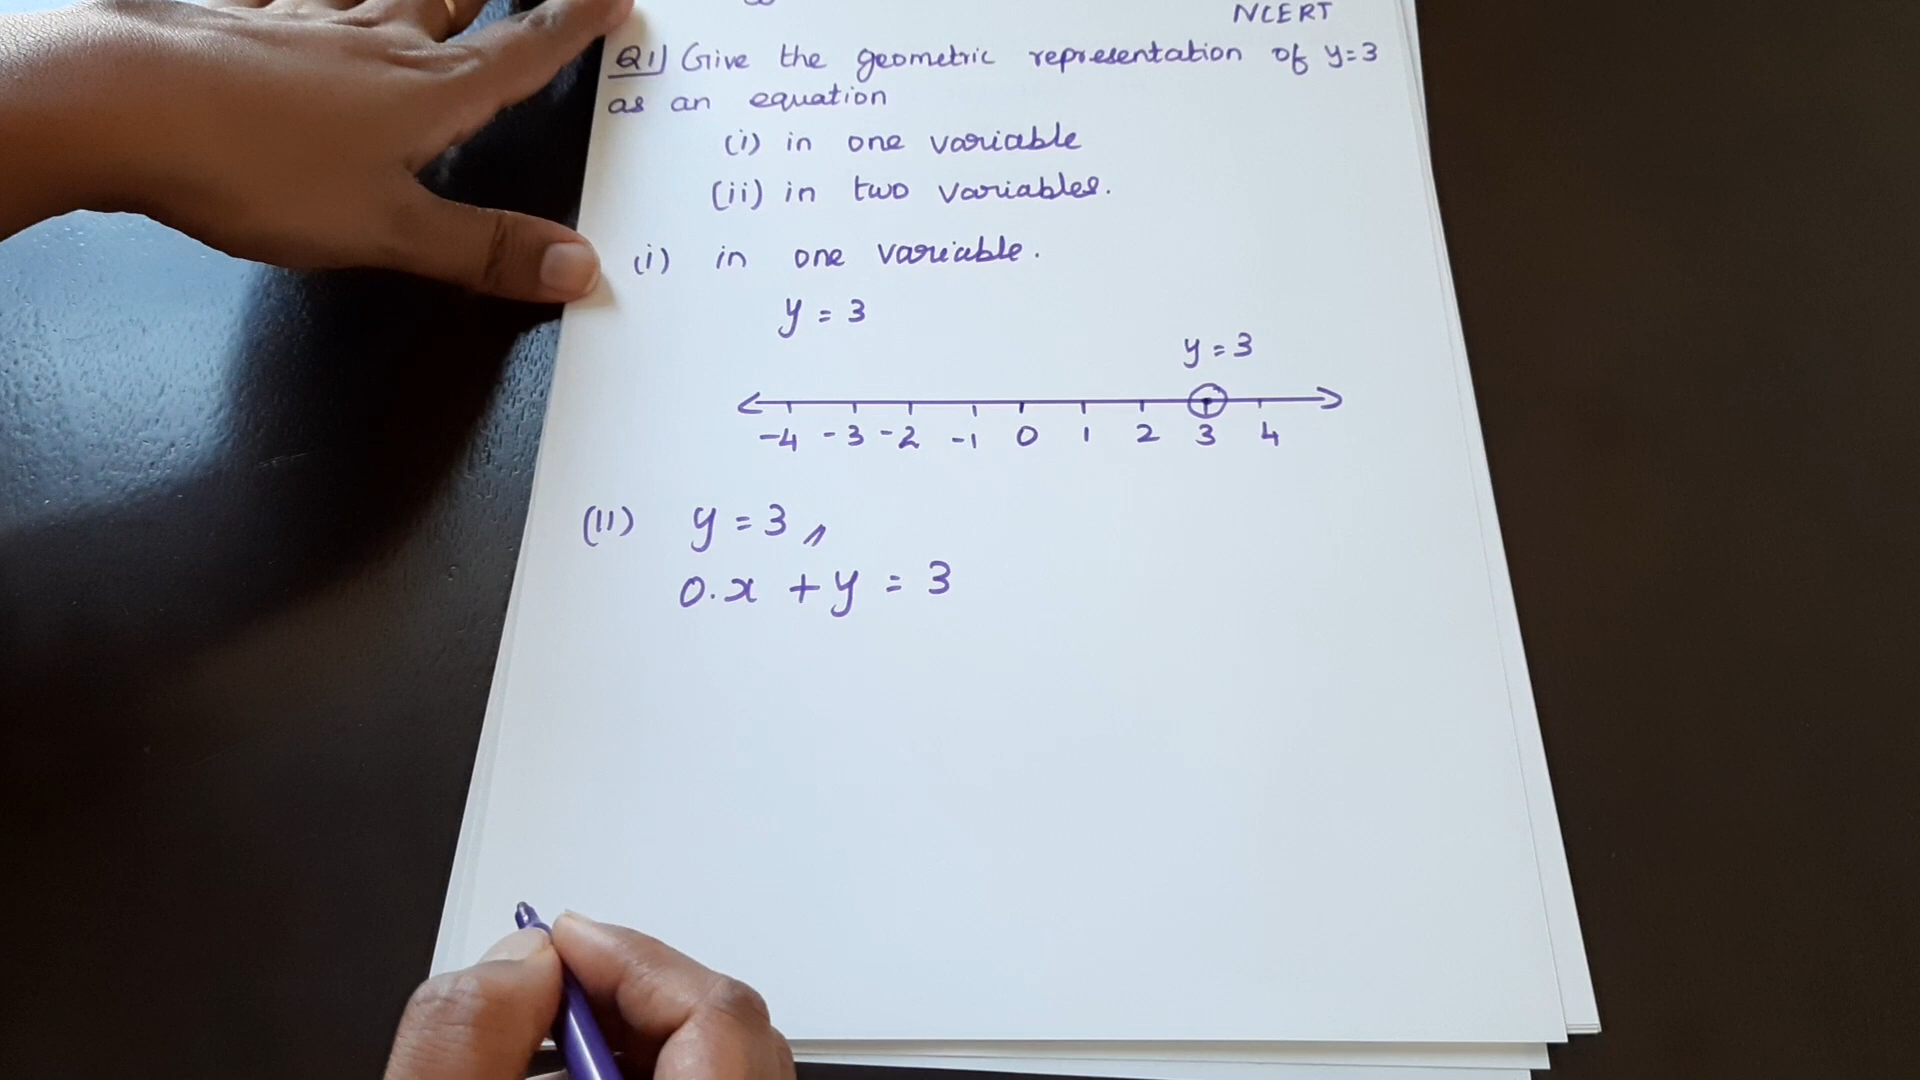 NCERT
Q1) Give the geometric representation of y=3
as an equation
(i) in one variable
(ii) in two variables.
(i) in one variable.
y = 3
y = 3
-4 -3 -2 -1 0 1 2 3 4
(11) y = 3,
0.x + y = 3